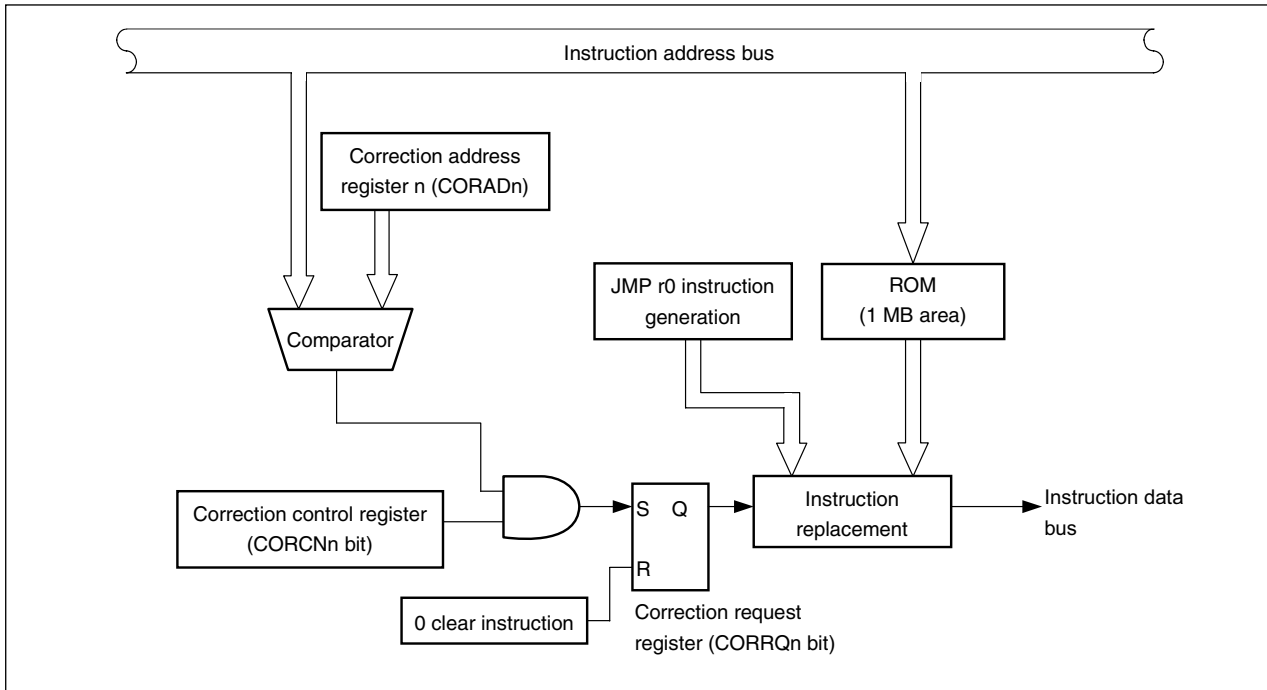 Instruction address bus
Correction address
register n (CORADn)
JMP r0 instruction
generation
ROM
(1 MB area)
Comparator
Correction control register
(CORCNn bit)
S Q
R
Instruction
replacement
Instruction data
bus
0 clear instruction
Correction request
register (CORRQn bit)